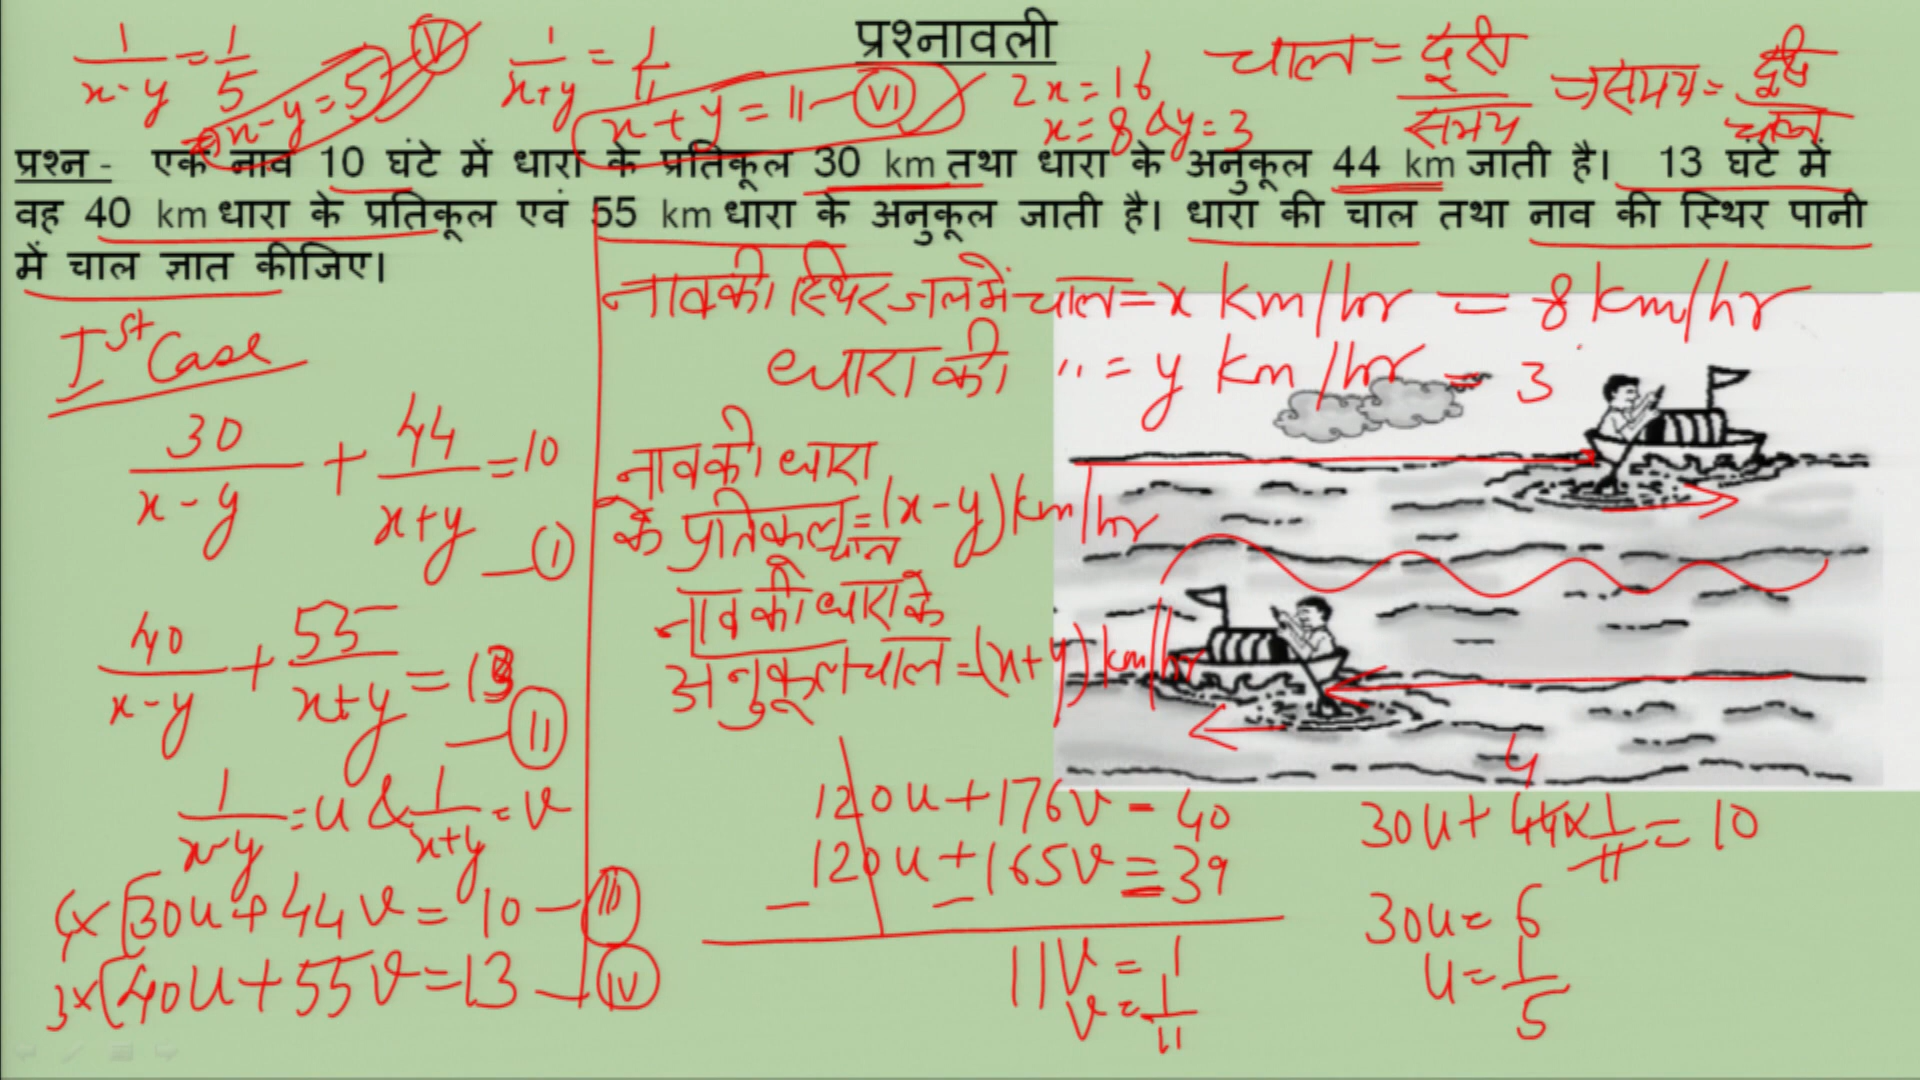 प्रश्नावली
1/x-y = 1/5
⇒ x-y = 5 — V
1/x+y = 1/11
x+y = 11 — VI
2x = 16
x = 8 & y = 3
चाल = दूरी/समय ⇒ समय = दूरी/चाल
प्रश्न - एक नाव 10 घंटे में धारा के प्रतिकूल 30 km तथा धारा के अनुकूल 44 km जाती है। 13 घंटे में
वह 40 km धारा के प्रतिकूल एवं 55 km धारा के अनुकूल जाती है। धारा की चाल तथा नाव की स्थिर पानी
में चाल ज्ञात कीजिए।
नाव की स्थिर जल में चाल = x km/hr = 8 km/hr
धारा की " = y km/hr = 3
Ist Case
30/x-y + 44/x+y = 10 — I
40/x-y + 55/x+y = 13 — II
1/x-y = u & 1/x+y = v
4×[30u + 44v = 10 — III
3×[40u + 55v = 13 — IV
नाव की धारा
के प्रतिकूल चाल = (x-y) km/hr
नाव की धारा के
अनुकूल चाल = (x+y) km/hr
120u + 176v = 40
120u + 165v = 39
— — —
11v = 1
v = 1/11
4
30u + 44 × 1/11 = 10
30u = 6
u = 1/5